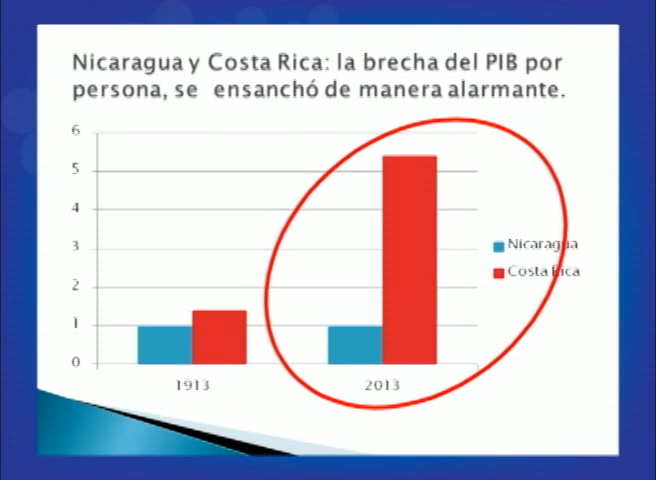 Nicaragua y Costa Rica: la brecha del PIB por
persona, se ensanchó de manera alarmante.
6
5
4
3
2
1
0
1913
2013
Nicaragua
Costa Rica